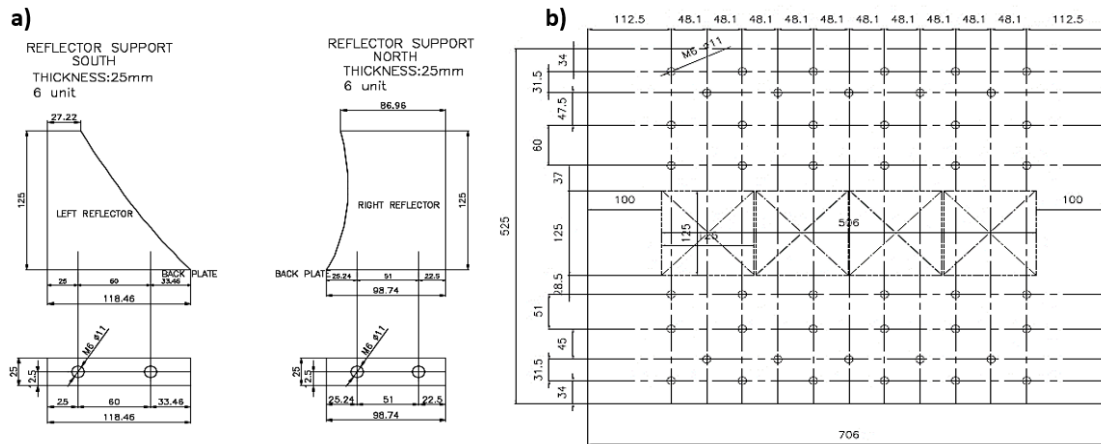 a)
REFLECTOR SUPPORT
SOUTH
THICKNESS:25mm
6 unit
27.22
125
LEFT REFLECTOR
BACK PLATE
25 60 33.46
118.46
M6 ø11
25
12.5
25 60 33.46
118.46
REFLECTOR SUPPORT
NORTH
THICKNESS:25mm
6 unit
86.96
125
RIGHT REFLECTOR
BACK PLATE
25.24 51 22.5
98.74
M6 ø11
25
12.5
25.24 51 22.5
98.74
b)
112.5 48.1 48.1 48.1 48.1 48.1 48.1 48.1 48.1 48.1 48.1 112.5
M6 ø11
34
31.5
47.5
60
37
525
100 100
125
125
506
28.5
51
45
31.5
34
706